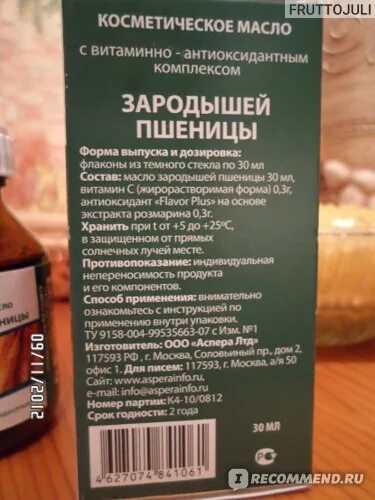 FRUTTOJULI
КОСМЕТИЧЕСКОЕ МАСЛО
с витаминно - антиоксидантным
комплексом
ЗАРОДЫШЕЙ
ПШЕНИЦЫ
Форма выпуска и дозировка:
флаконы из темного стекла по 30 мл
Состав: масло зародышей пшеницы 30 мл,
витамин С (жирорастворимая форма) 0,3г,
антиоксидант «Flavor Plus» на основе
экстракта розмарина 0,3г.
Хранить при t от +5 до +25ºС,
в защищенном от прямых
солнечных лучей месте.
Противопоказание: индивидуальная
непереносимость продукта
и его компонентов.
Способ применения: внимательно
ознакомьтесь с инструкцией по
применению внутри упаковки.
ТУ 9158-004-99535663-07 с Изм. №1
Изготовитель: ООО «Аспера Лтд»
117593 РФ , г. Москва, Соловьиный пр., дом 2,
офис 1. Для писем: 117593, г. Москва, а/я 50
Сайт: www.asperainfo.ru,
e-mail: info@asperainfo.ru
Номер партии: К4-10/0812
Срок годности: 2 года
30 МЛ
4 627074 841061
РС
ло
НИЦЫ
09/11/2012
IRECOMMEND.RU